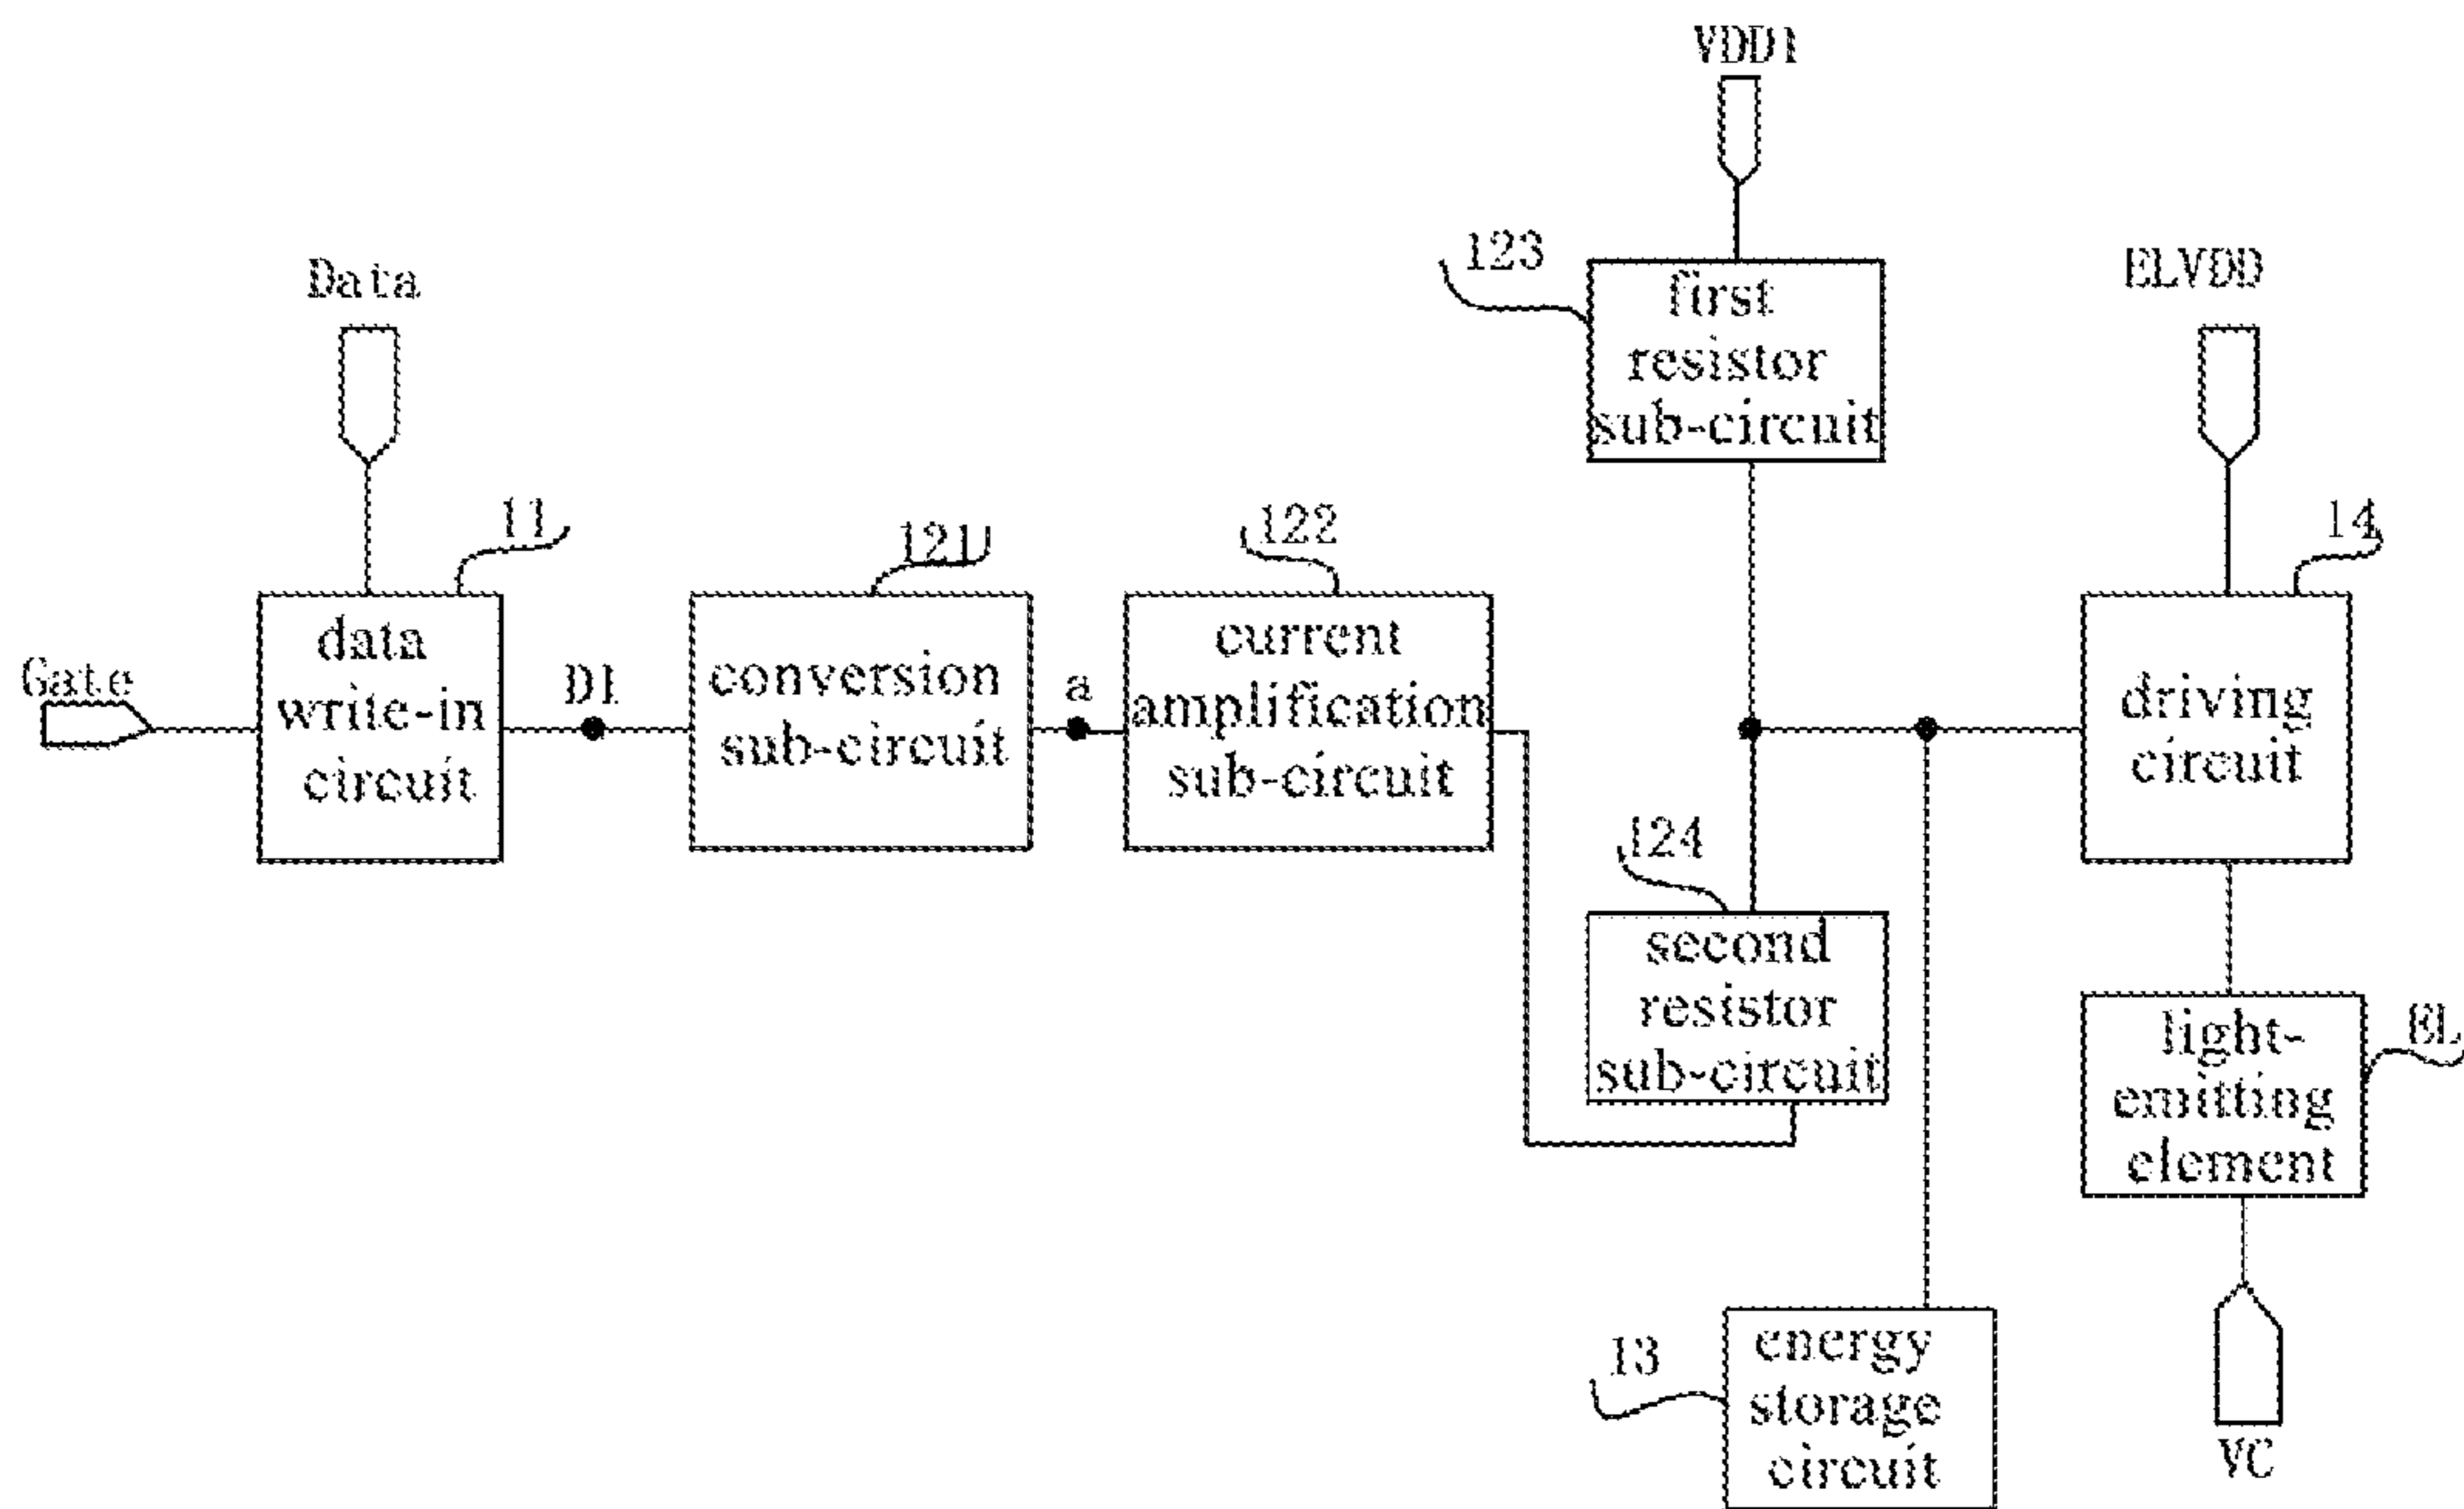 VDD1
123
first
resistor
sub-circuit
ELVDD
Data
11
121
122
14
Gate
data
write-in
circuit
D1
conversion
sub-circuit
a
current
amplification
sub-circuit
driving
circuit
124
second
resistor
sub-circuit
light-
emitting
element
EL
13
energy
storage
circuit
VC